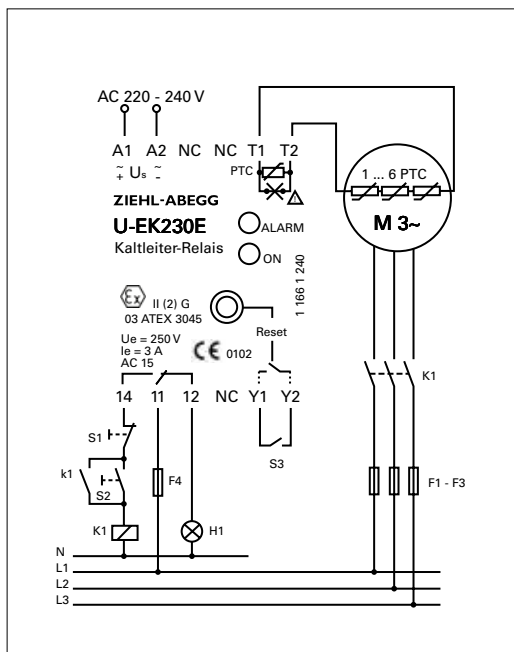 AC 220 - 240 V
A1 A2 NC NC T1 T2
~ Us ~
+ -
PTC
1 ... 6 PTC
M 3~
ZIEHL-ABEGG
U-EK230E
Kaltleiter-Relais
ALARM
ON
1 166 1 240
Ex II (2) G
03 ATEX 3045
Ue = 250 V
Ie = 3 A
AC 15
CE 0102
Reset
14 11 12 NC Y1 Y2
K1
S1
S3
k1
S2
F4
F1 - F3
K1
H1
N
L1
L2
L3